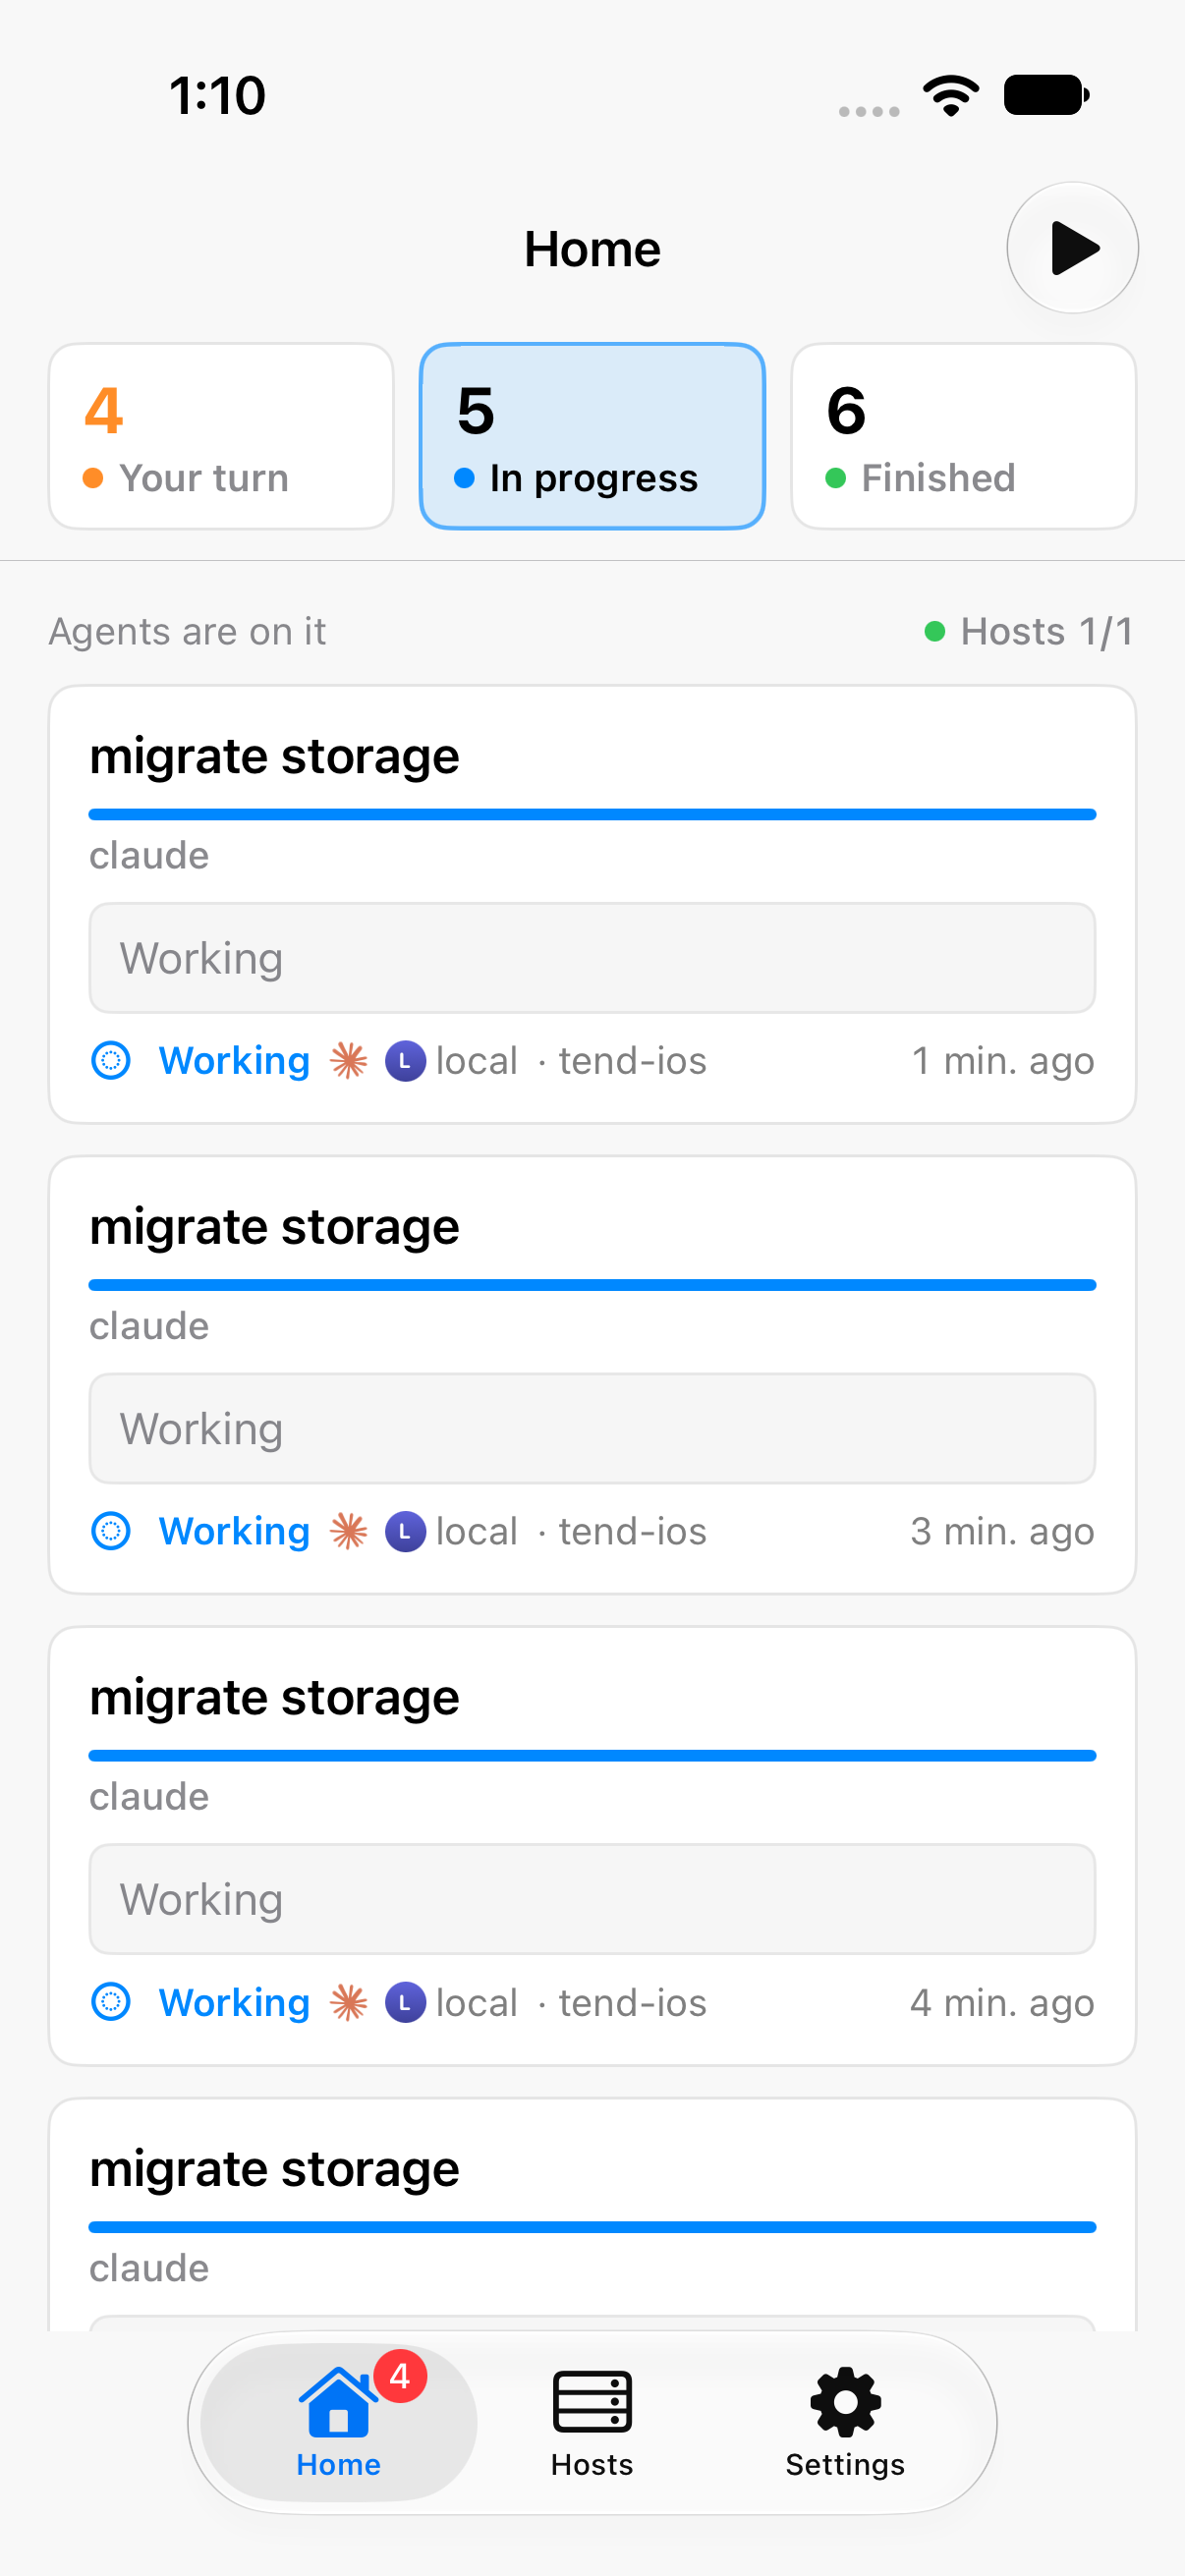 1:10
Home
4
Your turn
5
In progress
6
Finished
Agents are on it
Hosts 1/1
migrate storage
claude
Working
Working L local · tend-ios 1 min. ago
migrate storage
claude
Working
Working L local · tend-ios 3 min. ago
migrate storage
claude
Working
Working L local · tend-ios 4 min. ago
migrate storage
claude
4
Home
Hosts
Settings